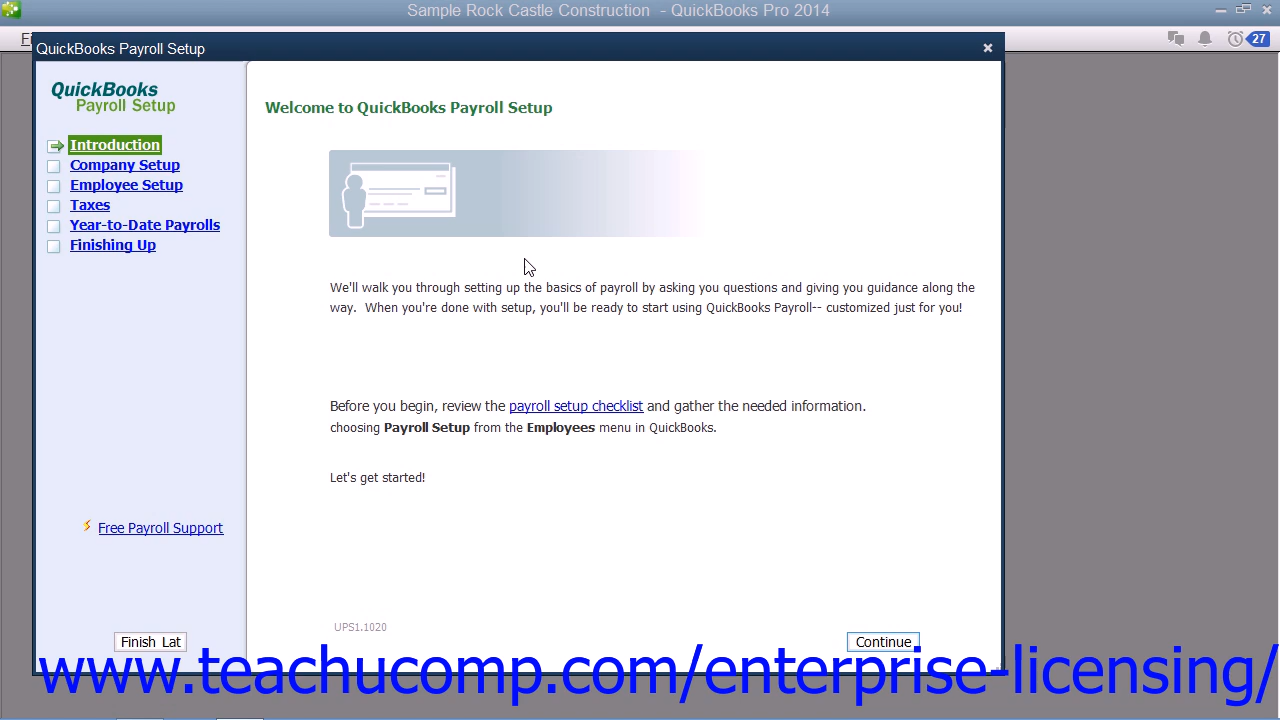 Sample Rock Castle Construction - QuickBooks Pro 2014
27
QuickBooks Payroll Setup
QuickBooks
Payroll Setup
Introduction
Company Setup
Employee Setup
Taxes
Year-to-Date Payrolls
Finishing Up
Free Payroll Support
Finish Lat
Welcome to QuickBooks Payroll Setup
We'll walk you through setting up the basics of payroll by asking you questions and giving you guidance along the
way. When you're done with setup, you'll be ready to start using QuickBooks Payroll-- customized just for you!
Before you begin, review the payroll setup checklist and gather the needed information.
choosing Payroll Setup from the Employees menu in QuickBooks.
Let's get started!
UPS1.1020
Continue
www.teachucomp.com/enterprise-licensing/